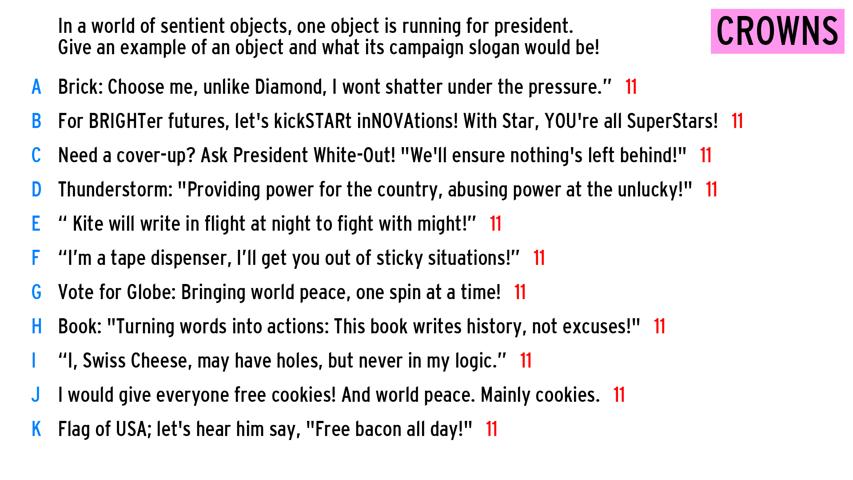 In a world of sentient objects, one object is running for president.
Give an example of an object and what its campaign slogan would be!
CROWNS
A Brick: Choose me, unlike Diamond, I wont shatter under the pressure.” 11
B For BRIGHTer futures, let's kickSTARt inNOVAtions! With Star, YOU're all SuperStars! 11
C Need a cover-up? Ask President White-Out! "We'll ensure nothing's left behind!" 11
D Thunderstorm: "Providing power for the country, abusing power at the unlucky!" 11
E “ Kite will write in flight at night to fight with might!” 11
F “I’m a tape dispenser, I’ll get you out of sticky situations!” 11
G Vote for Globe: Bringing world peace, one spin at a time! 11
H Book: "Turning words into actions: This book writes history, not excuses!" 11
I “I, Swiss Cheese, may have holes, but never in my logic.” 11
J I would give everyone free cookies! And world peace. Mainly cookies. 11
K Flag of USA; let's hear him say, "Free bacon all day!" 11